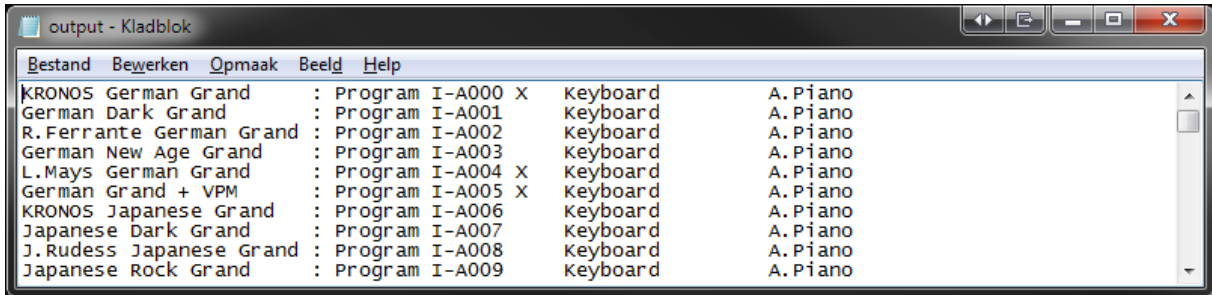 output - Kladblok
Bestand Bewerken Opmaak Beeld Help
KRONOS German Grand : Program I-A000 X Keyboard A.Piano
German Dark Grand : Program I-A001 Keyboard A.Piano
R.Ferrante German Grand : Program I-A002 Keyboard A.Piano
German New Age Grand : Program I-A003 Keyboard A.Piano
L.Mays German Grand : Program I-A004 X Keyboard A.Piano
German Grand + VPM : Program I-A005 X Keyboard A.Piano
KRONOS Japanese Grand : Program I-A006 Keyboard A.Piano
Japanese Dark Grand : Program I-A007 Keyboard A.Piano
J.Rudess Japanese Grand : Program I-A008 Keyboard A.Piano
Japanese Rock Grand : Program I-A009 Keyboard A.Piano